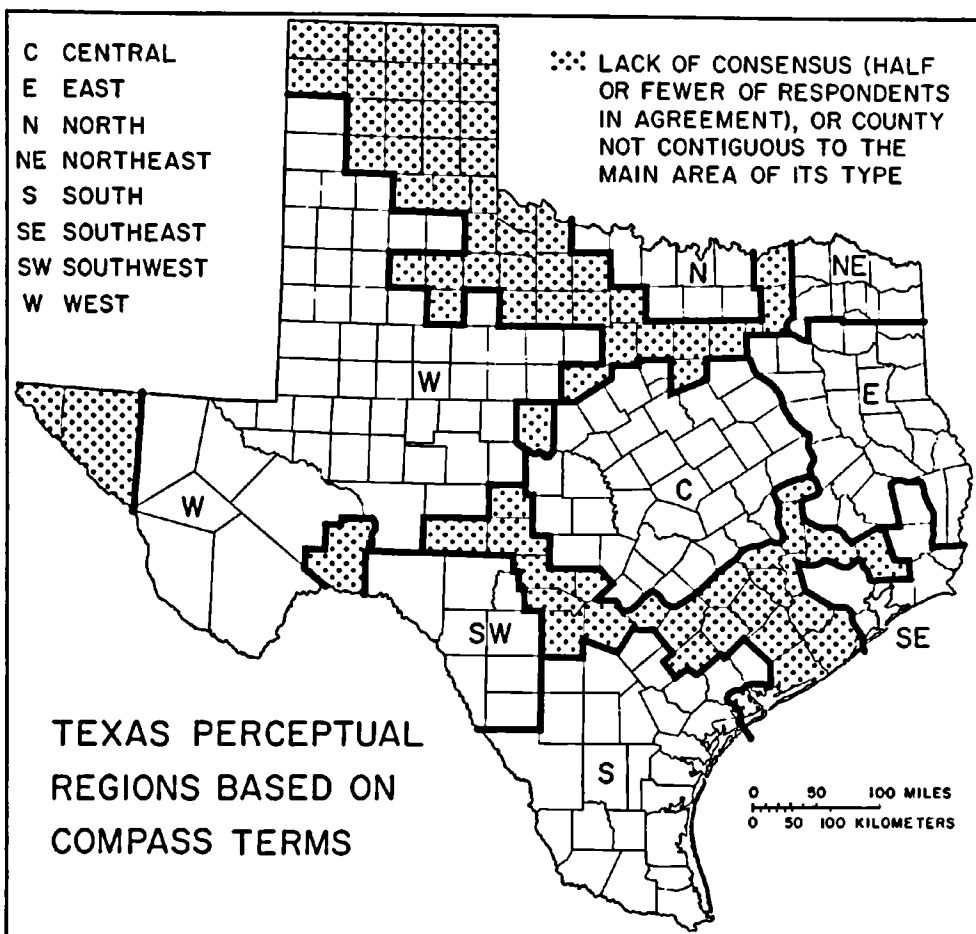 C CENTRAL
E EAST
N NORTH
NE NORTHEAST
S SOUTH
SE SOUTHEAST
SW SOUTHWEST
W WEST
LACK OF CONSENSUS (HALF
OR FEWER OF RESPONDENTS
IN AGREEMENT), OR COUNTY
NOT CONTIGUOUS TO THE
MAIN AREA OF ITS TYPE
N
NE
W
E
W
C
SW
SE
S
TEXAS PERCEPTUAL
REGIONS BASED ON
COMPASS TERMS
0 50 100 MILES
0 50 100 KILOMETERS